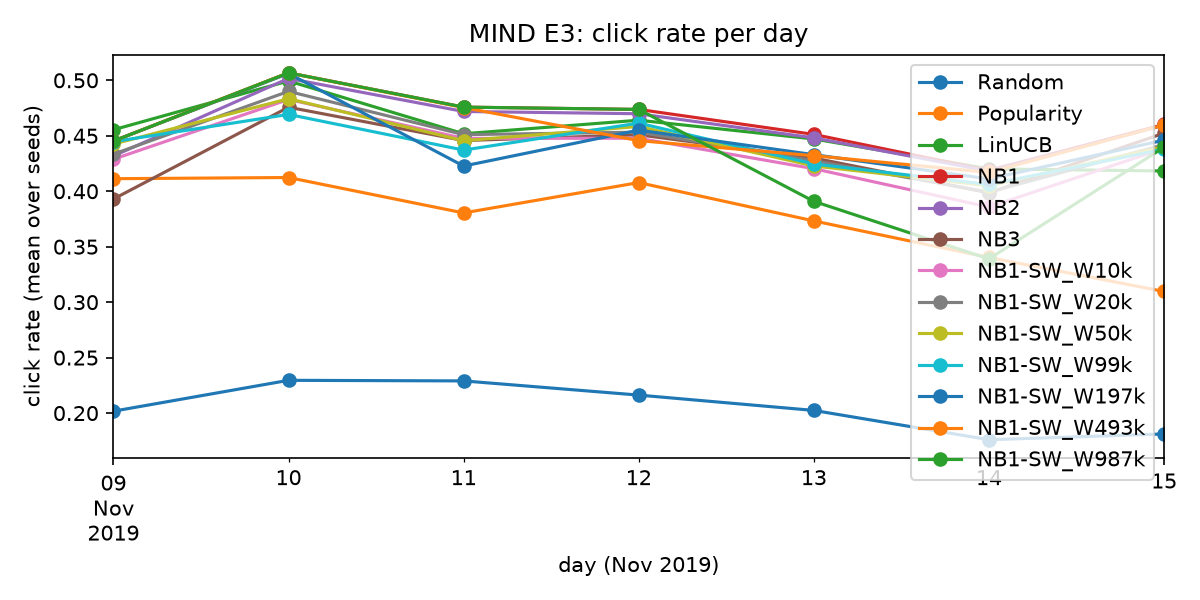 MIND E3: click rate per day
click rate (mean over seeds)
0.50
0.45
0.40
0.35
0.30
0.25
0.20
Random
Popularity
LinUCB
NB1
NB2
NB3
NB1-SW_W10k
NB1-SW_W20k
NB1-SW_W50k
NB1-SW_W99k
NB1-SW_W197k
NB1-SW_W493k
NB1-SW_W987k
09 10 11 12 13 14 15
Nov
2019
day (Nov 2019)